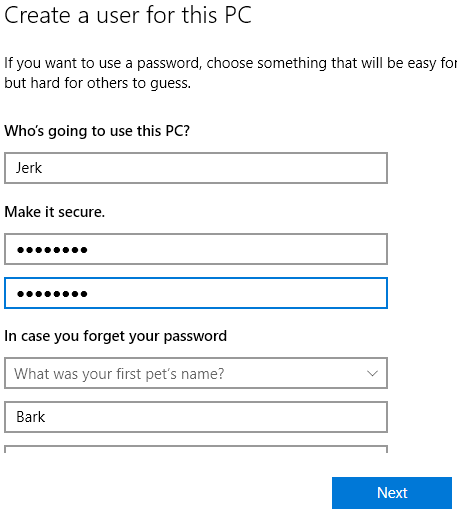 Create a user for this PC
If you want to use a password, choose something that will be easy for
but hard for others to guess.
Who's going to use this PC?
Jerk
Make it secure.
●●●●●●●●
●●●●●●●●
In case you forget your password
What was your first pet's name?
Bark
Next